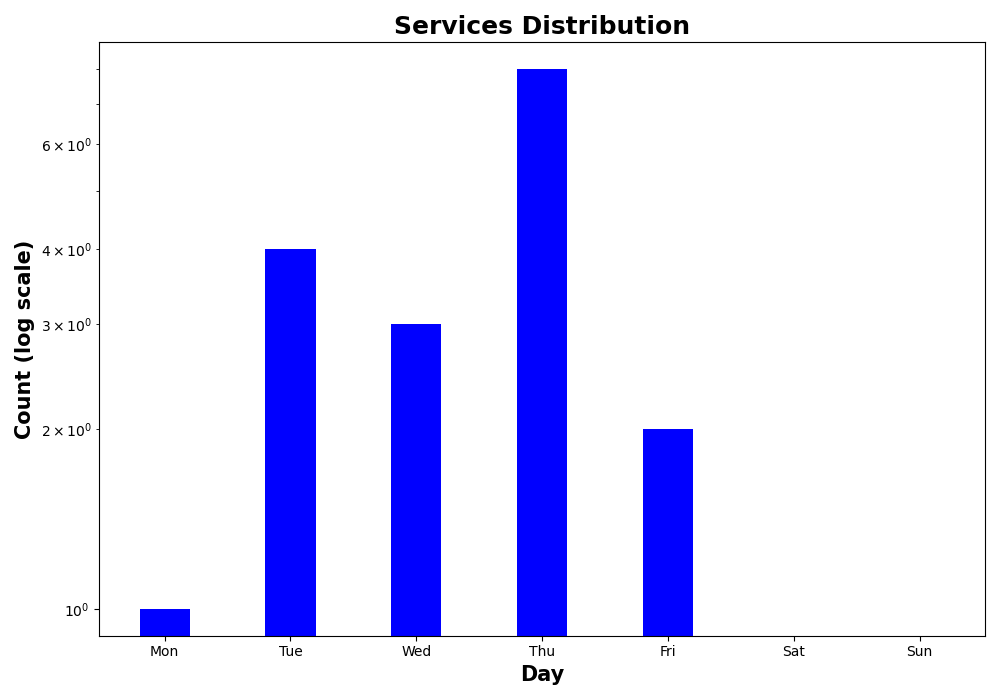 Services Distribution
Count (log scale)
6 × 10⁰
4 × 10⁰
3 × 10⁰
2 × 10⁰
10⁰
Mon Tue Wed Thu Fri Sat Sun
Day